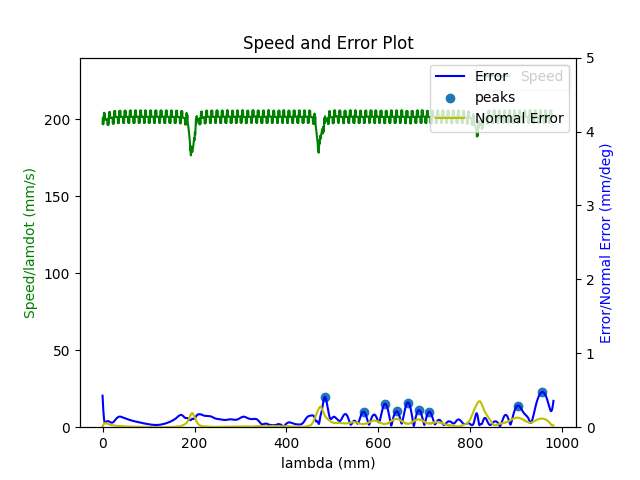 Speed and Error Plot
Error
Speed
peaks
Normal Error
Speed/lamdot (mm/s)
200
150
100
50
0
5
4
3
2
1
0
Error/Normal Error (mm/deg)
0
200
400
600
800
1000
lambda (mm)